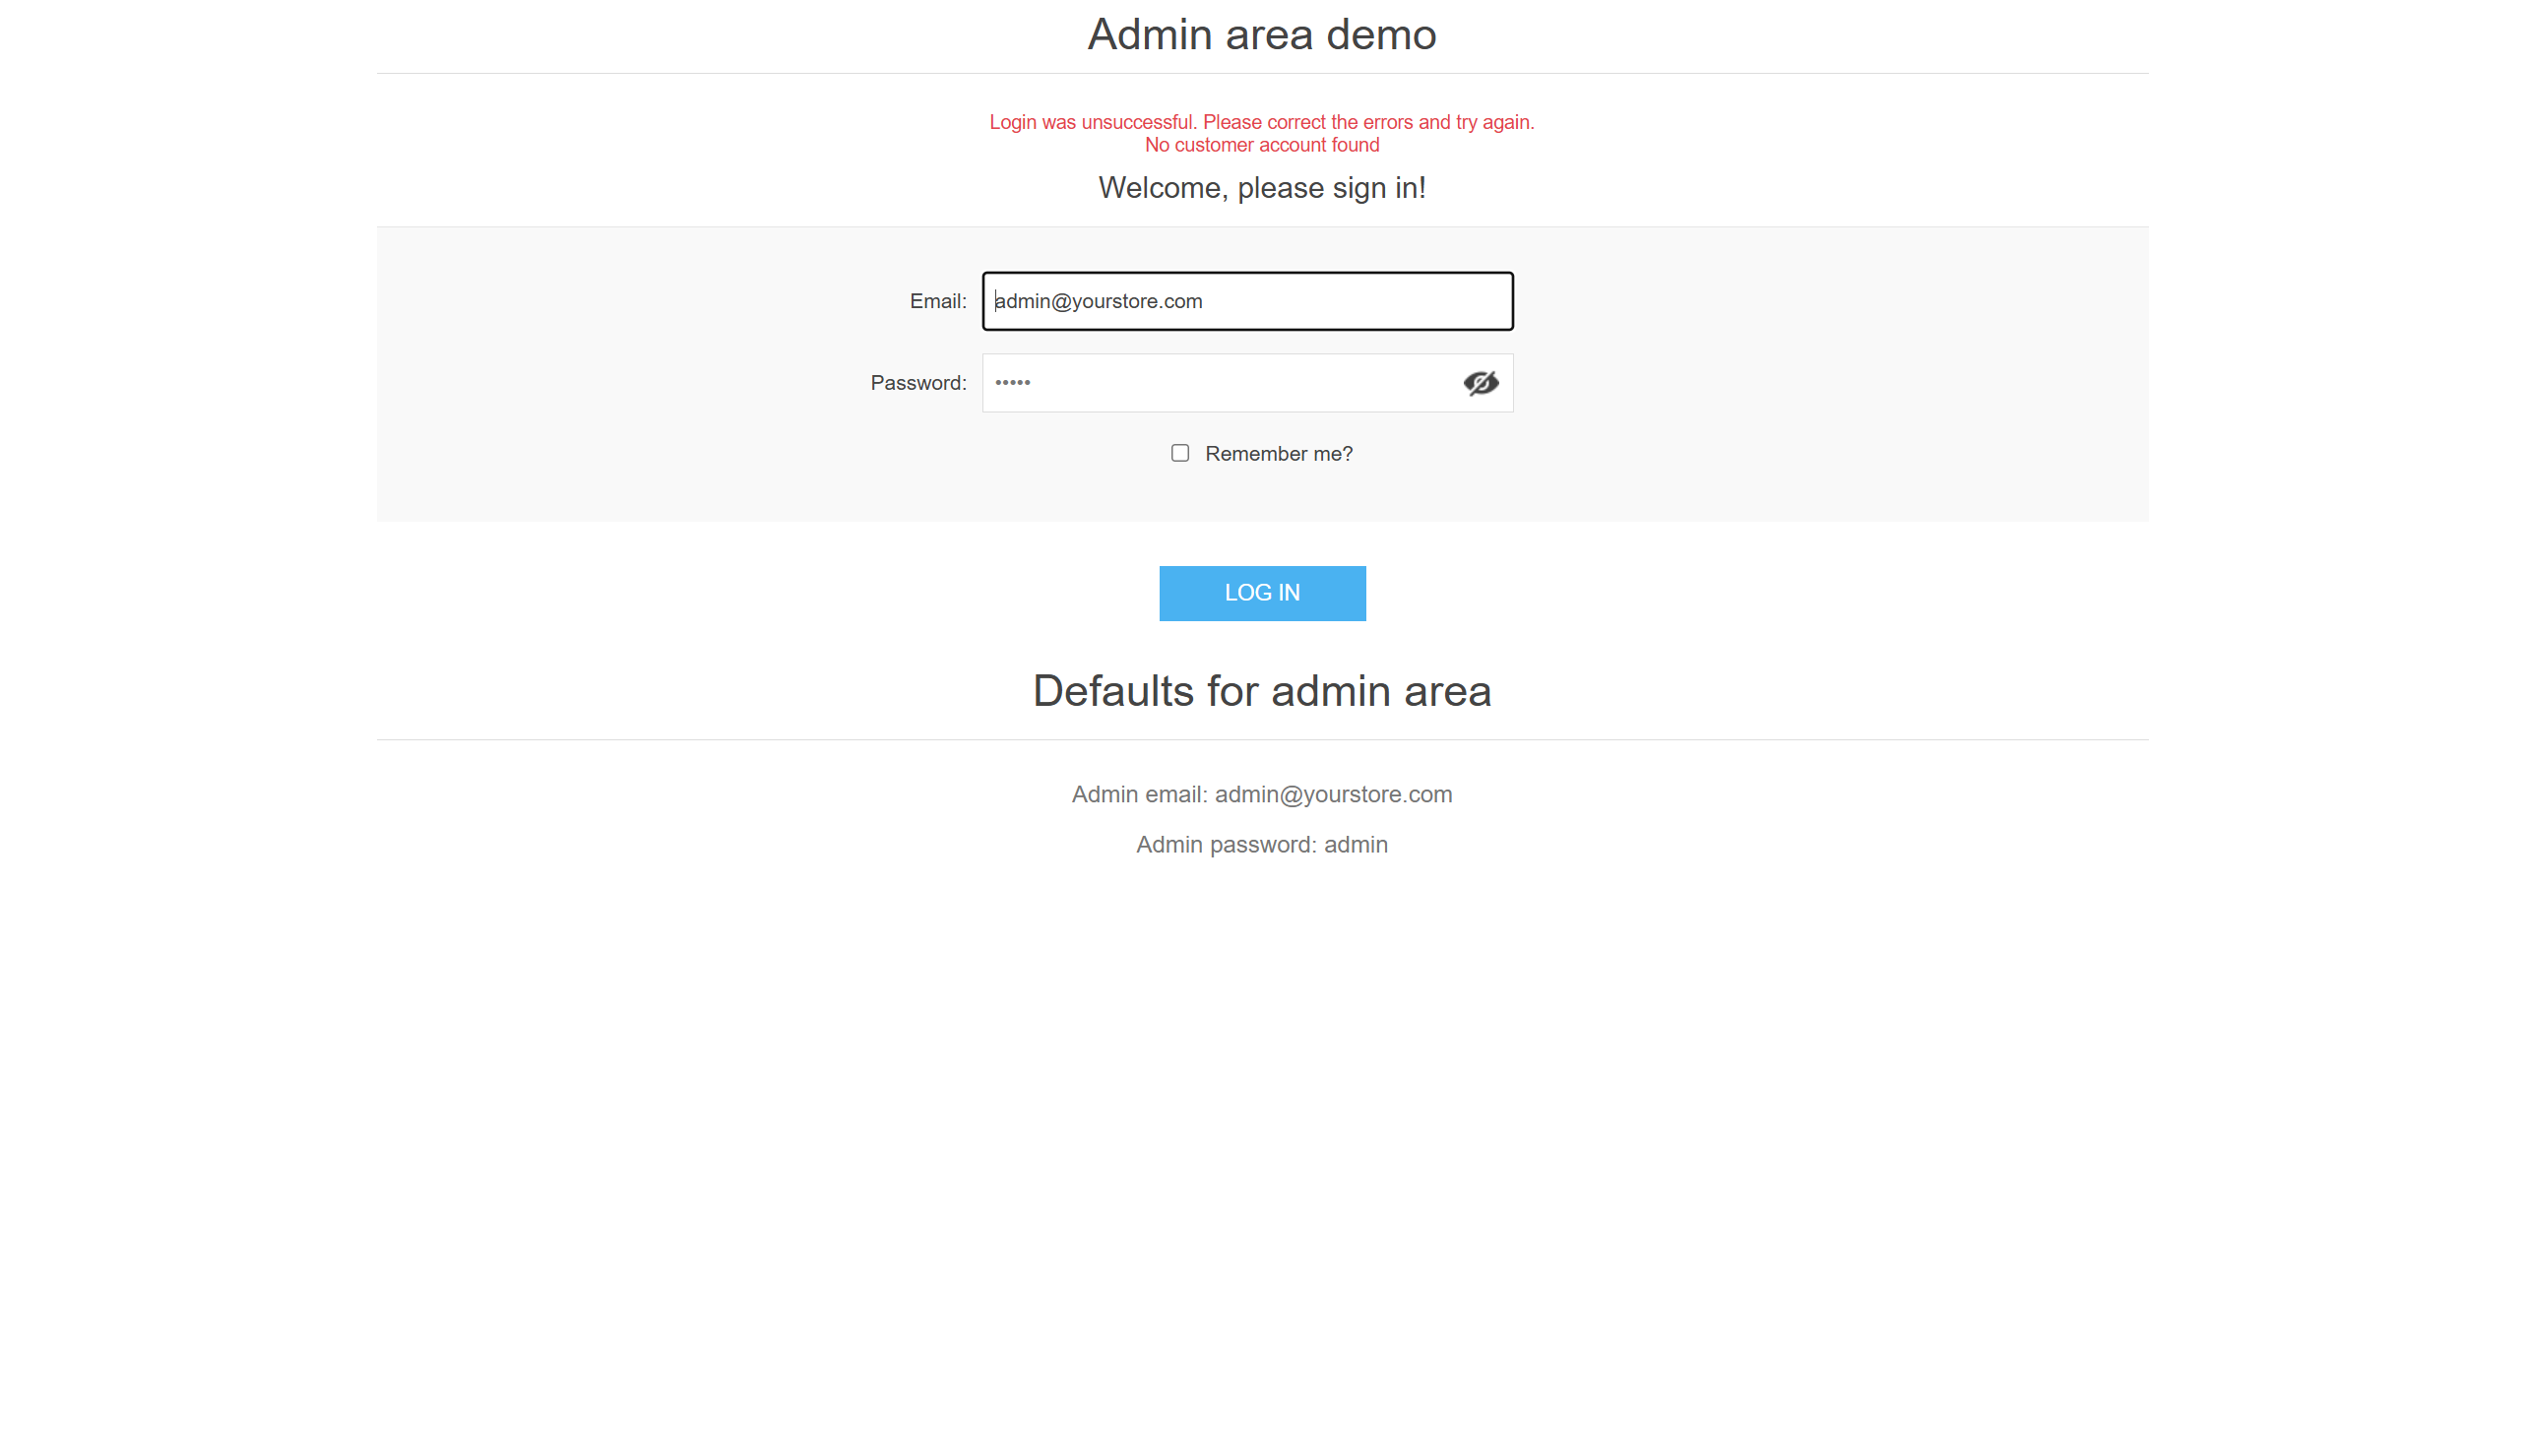 Admin area demo
Login was unsuccessful. Please correct the errors and try again.
No customer account found
Welcome, please sign in!
Email: admin@yourstore.com
Password: •••••
Remember me?
LOG IN
Defaults for admin area
Admin email: admin@yourstore.com
Admin password: admin